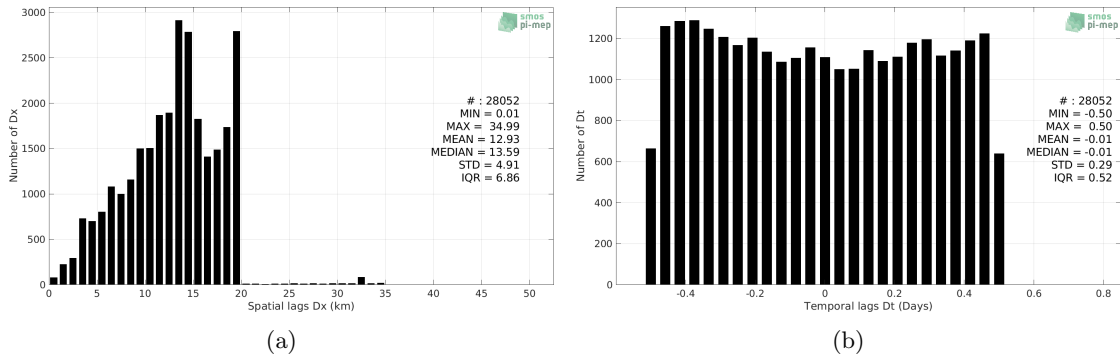 smos
pi-mep
3000
2500
2000
1500
1000
500
0
Number of Dx
# : 28052
MIN = 0.01
MAX = 34.99
MEAN = 12.93
MEDIAN = 13.59
STD = 4.91
IQR = 6.86
0 5 10 15 20 25 30 35 40 45 50
Spatial lags Dx (km)
(a)
smos
pi-mep
1200
1000
800
600
400
200
0
Number of Dt
# : 28052
MIN = -0.50
MAX = 0.50
MEAN = -0.01
MEDIAN = -0.01
STD = 0.29
IQR = 0.52
-0.4 -0.2 0 0.2 0.4 0.6 0.8
Temporal lags Dt (Days)
(b)